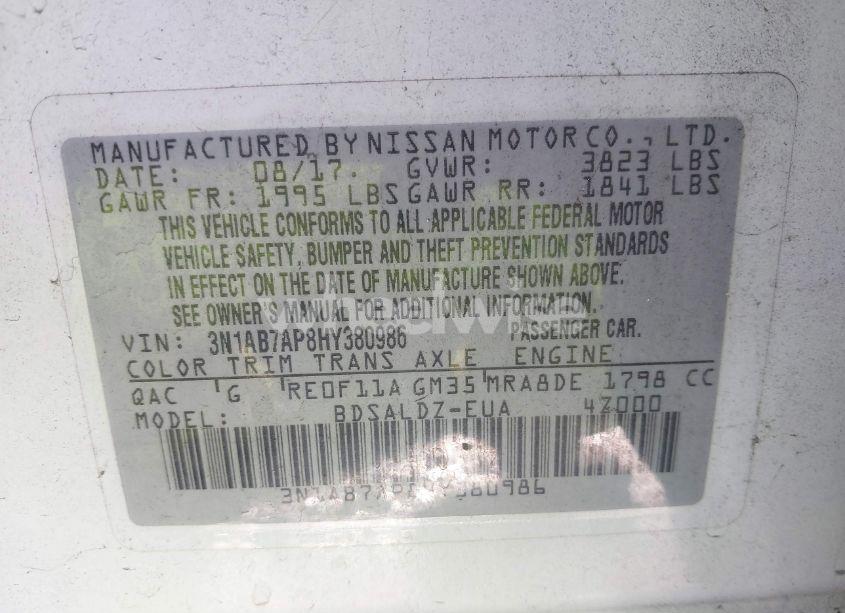 MANUFACTURED BY NISSAN MOTOR CO., LTD.
DATE: 08/17. GVWR: 3823 LBS
GAWR FR: 1995 LBS GAWR RR: 1841 LBS
THIS VEHICLE CONFORMS TO ALL APPLICABLE FEDERAL MOTOR
VEHICLE SAFETY, BUMPER AND THEFT PREVENTION STANDARDS
IN EFFECT ON THE DATE OF MANUFACTURE SHOWN ABOVE.
SEE OWNER'S MANUAL FOR ADDITIONAL INFORMATION.
VIN: 3N1AB7AP8HY380986 PASSENGER CAR.
COLOR TRIM TRANS AXLE ENGINE
QAC G RE0F11A GM35 MRA8DE 1798 CC
MODEL: BDSALDZ-EUA 4Z000